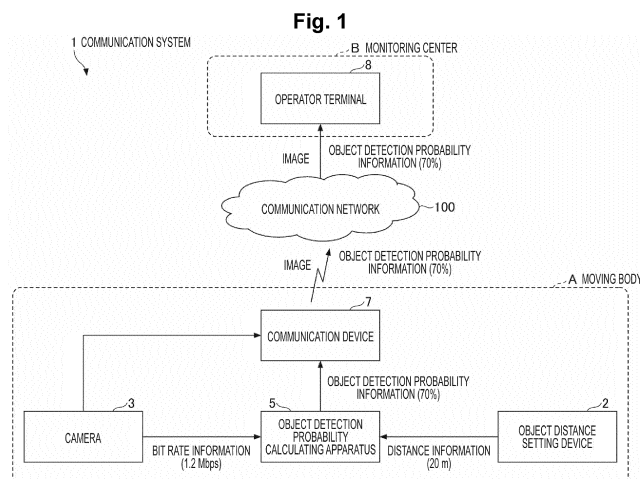 Fig. 1
1 COMMUNICATION SYSTEM
B MONITORING CENTER
8
OPERATOR TERMINAL
IMAGE
OBJECT DETECTION PROBABILITY
INFORMATION (70%)
COMMUNICATION NETWORK
100
IMAGE
OBJECT DETECTION PROBABILITY
INFORMATION (70%)
A MOVING BODY
7
COMMUNICATION DEVICE
OBJECT DETECTION PROBABILITY
INFORMATION (70%)
3
CAMERA
BIT RATE INFORMATION
(1.2 Mbps)
5
OBJECT DETECTION
PROBABILITY
CALCULATING APPARATUS
DISTANCE INFORMATION
(20 m)
2
OBJECT DISTANCE
SETTING DEVICE